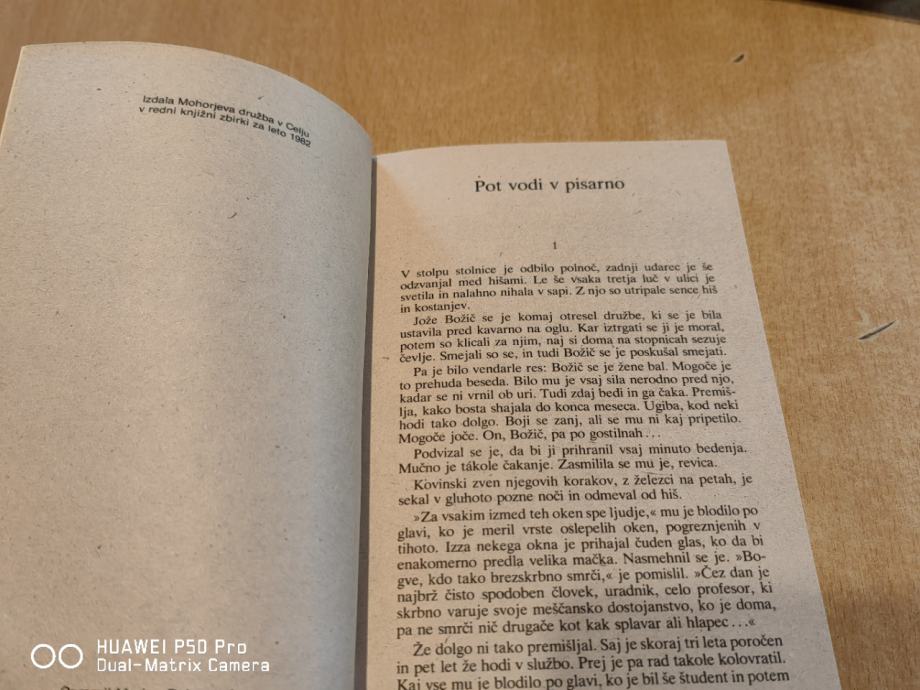 Izdala Mohorjeva družba v Celju
v redni knjižni zbirki za leto 1982
Pot vodi v pisarno
1
V stolpu stolnice je odbilo polnoč, zadnji udarec je še
odzvanjal med hišami. Le še vsaka tretja luč v ulici je
svetila in nalahno nihala v sapi. Z njo so utripale sence hiš
in kostanjev.
Jože Božič se je komaj otresel družbe, ki se je bila
ustavila pred kavarno na oglu. Kar iztrgati se ji je moral,
potem so klicali za njim, naj si doma na stopnicah sezuje
čevlje. Smejali so se, in tudi Božič se je poskušal smejati.
Pa je bilo vendarle res: Božič se je žene bal. Mogoče je
to prehuda beseda. Bilo mu je vsaj sila nerodno pred njo,
kadar se ni vrnil ob uri. Tudi zdaj bedi in ga čaka. Premiš-
lja, kako bosta shajala do konca meseca. Ugiba, kod neki
hodi tako dolgo. Boji se zanj, ali se mu ni kaj pripetilo.
Mogoče joče. On, Božič, pa po gostilnah...
Podvizal se je, da bi ji prihranil vsaj minuto bedenja.
Mučno je tákole čakanje. Zasmilila se mu je, revica.
Kovinski zven njegovih korakov, z železci na petah, je
sekal v gluhoto pozne noči in odmeval od hiš.
»Za vsakim izmed teh oken spe ljudje,« mu je blodilo po
glavi, ko je meril vrste oslepelih oken, pogreznjenih v
tihoto. Izza nekega okna je prihajal čuden glas, ko da bi
enakomerno predla velika mačka. Nasmehnil se je. »Bo-
gve, kdo tako brezskrbno smrči,« je pomislil. »Čez dan je
najbrž čisto spodoben človek, uradnik, celo profesor, ki
skrbno varuje svoje meščansko dostojanstvo, ko je doma,
pa ne smrči nič drugače kot kak splavar ali hlapec...«
Že dolgo ni tako premišljal. Saj je skoraj tri leta poročen
in pet let že hodi v službo. Prej je pa rad takole kolovratil.
Kaj vse mu je blodilo po glavi, ko je bil še študent in potem
HUAWEI P50 Pro
Dual-Matrix Camera